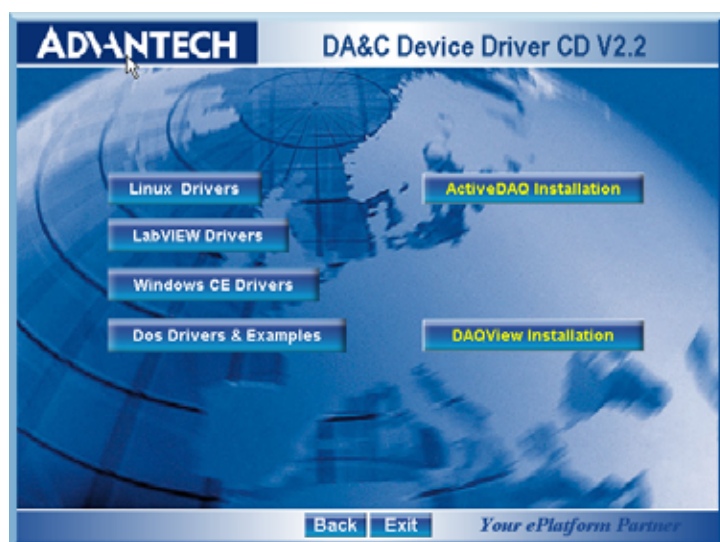 ADVANTECH DA&C Device Driver CD V2.2
Linux Drivers ActiveDAQ Installation
LabVIEW Drivers
Windows CE Drivers
Dos Drivers & Examples DAQView Installation
Back Exit Your ePlatform Partner